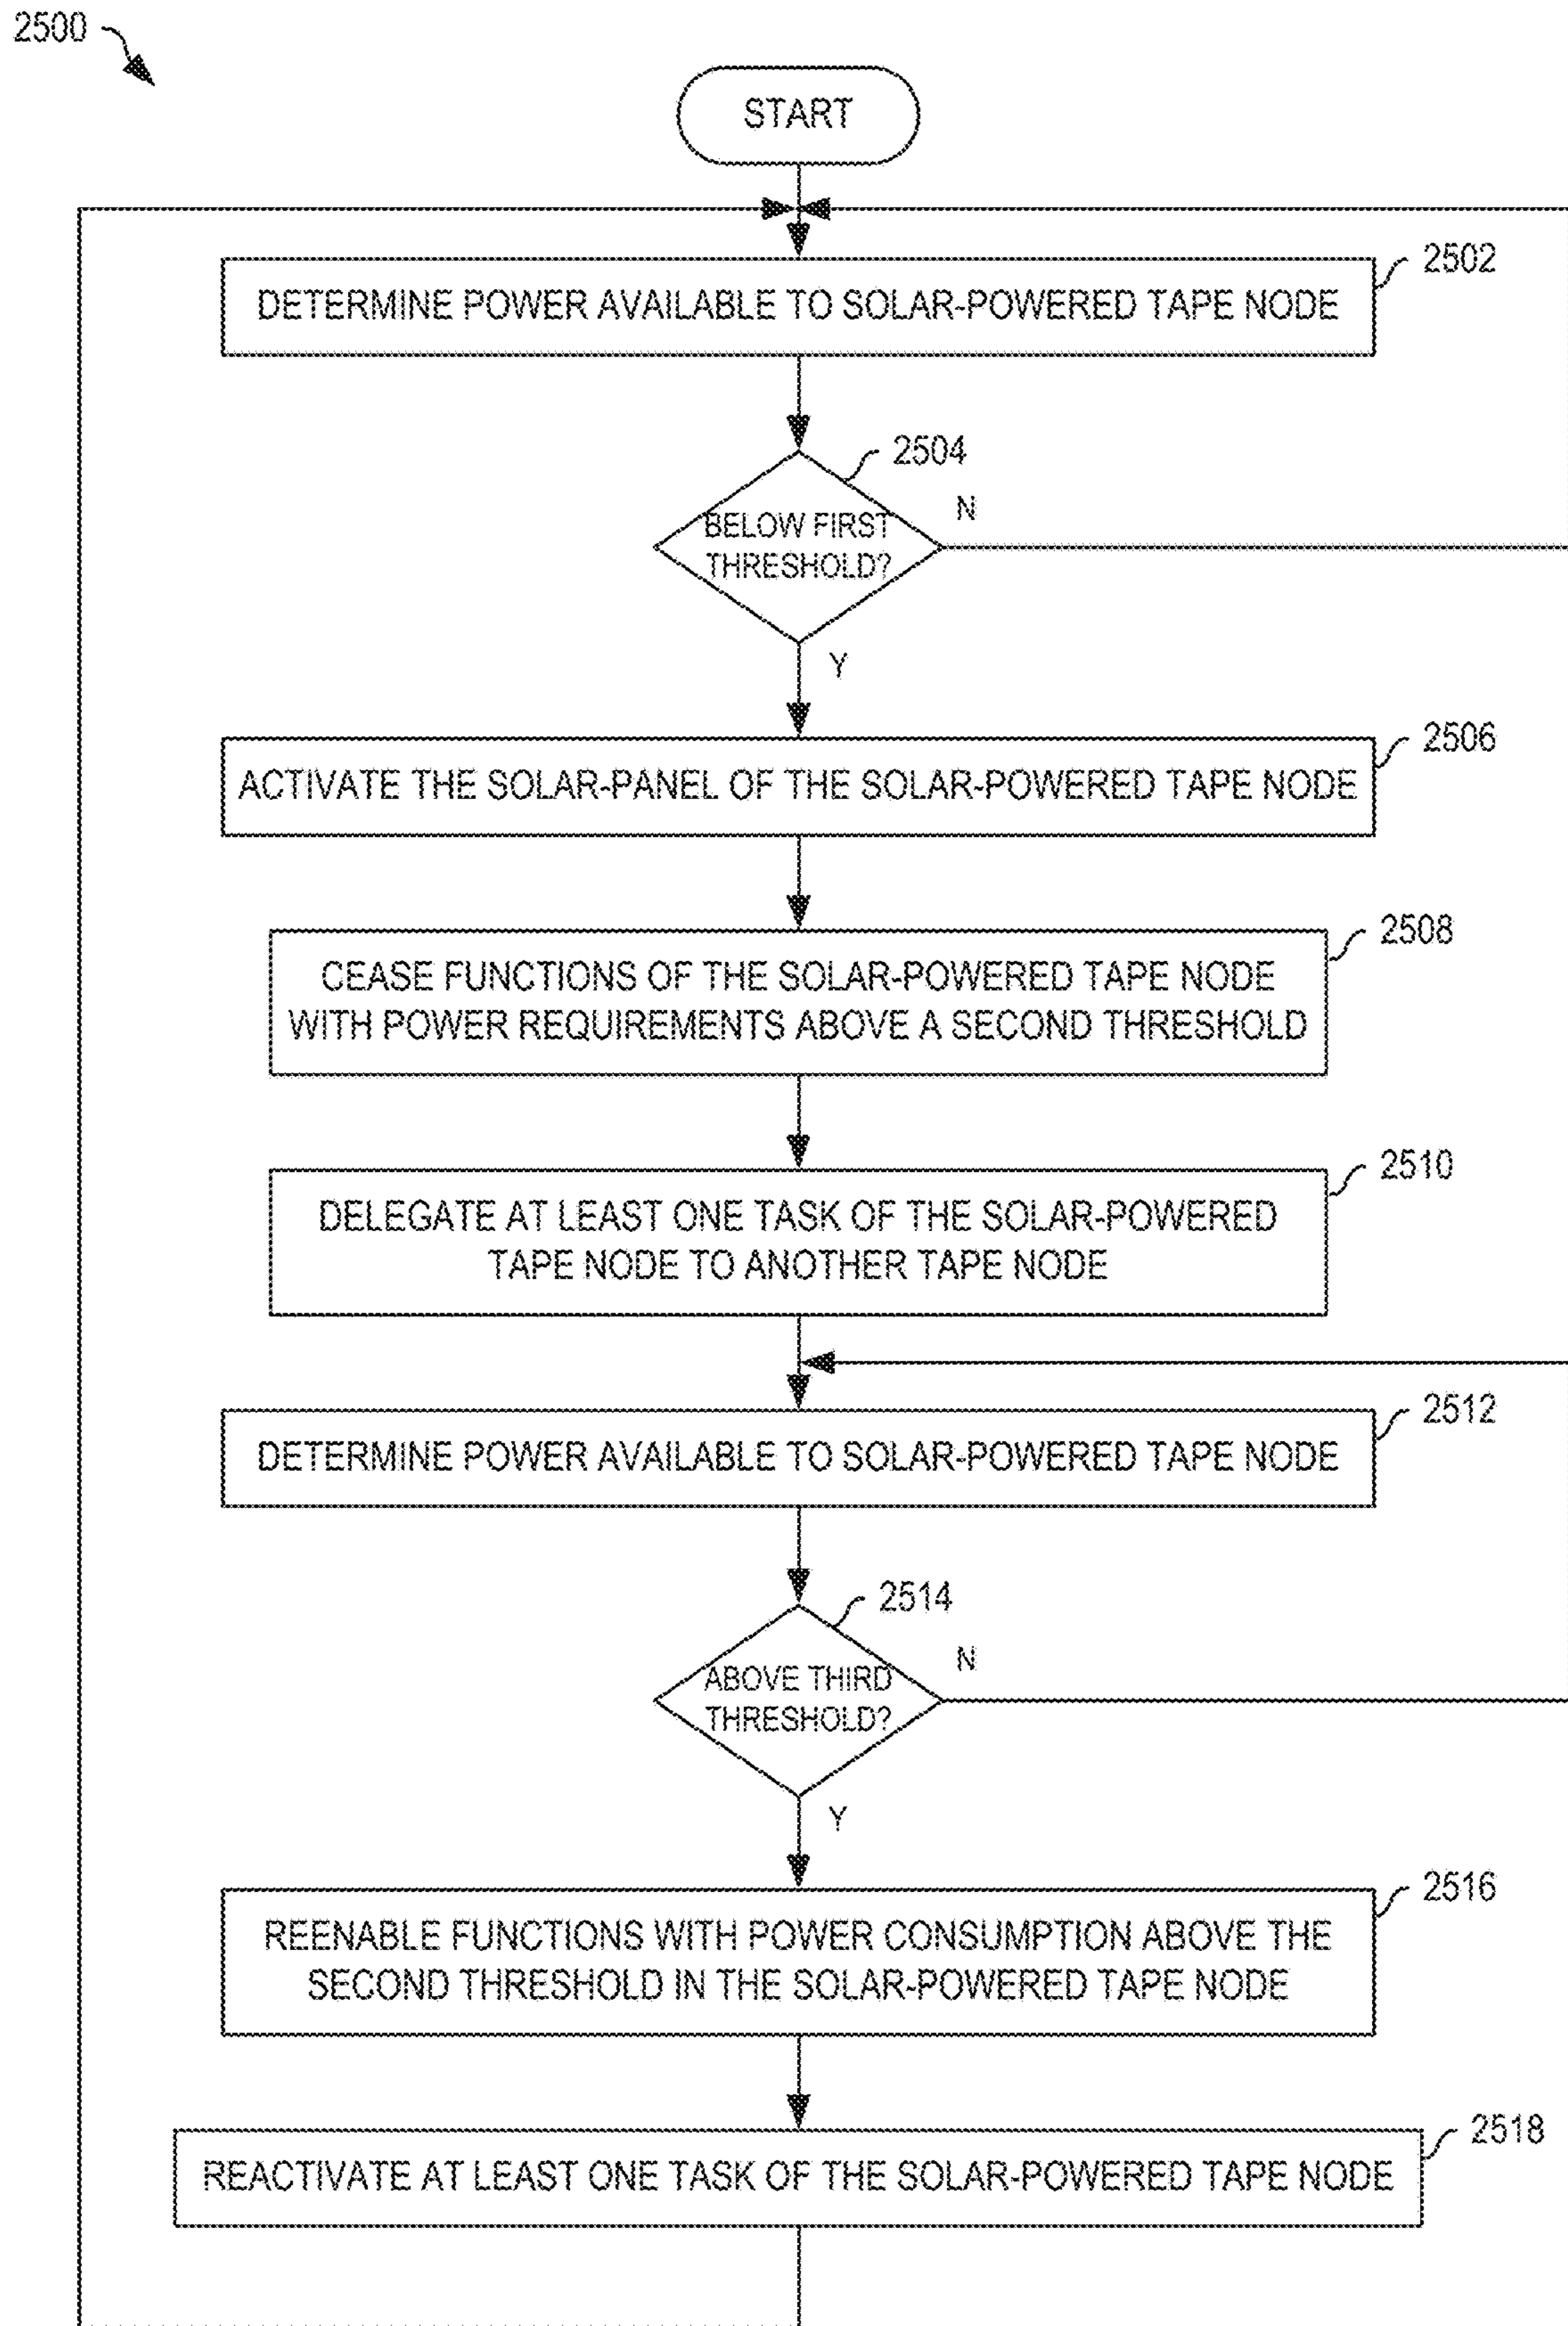 2500
START
2502
DETERMINE POWER AVAILABLE TO SOLAR-POWERED TAPE NODE
2504
BELOW FIRST
THRESHOLD?
N
Y
2506
ACTIVATE THE SOLAR-PANEL OF THE SOLAR-POWERED TAPE NODE
2508
CEASE FUNCTIONS OF THE SOLAR-POWERED TAPE NODE
WITH POWER REQUIREMENTS ABOVE A SECOND THRESHOLD
2510
DELEGATE AT LEAST ONE TASK OF THE SOLAR-POWERED
TAPE NODE TO ANOTHER TAPE NODE
2512
DETERMINE POWER AVAILABLE TO SOLAR-POWERED TAPE NODE
2514
ABOVE THIRD
THRESHOLD?
N
Y
2516
REENABLE FUNCTIONS WITH POWER CONSUMPTION ABOVE THE
SECOND THRESHOLD IN THE SOLAR-POWERED TAPE NODE
2518
REACTIVATE AT LEAST ONE TASK OF THE SOLAR-POWERED TAPE NODE